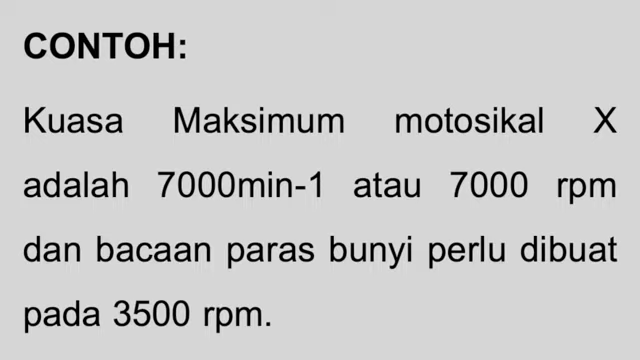 CONTOH:
Kuasa Maksimum motosikal X
adalah 7000min-1 atau 7000 rpm
dan bacaan paras bunyi perlu dibuat
pada 3500 rpm.